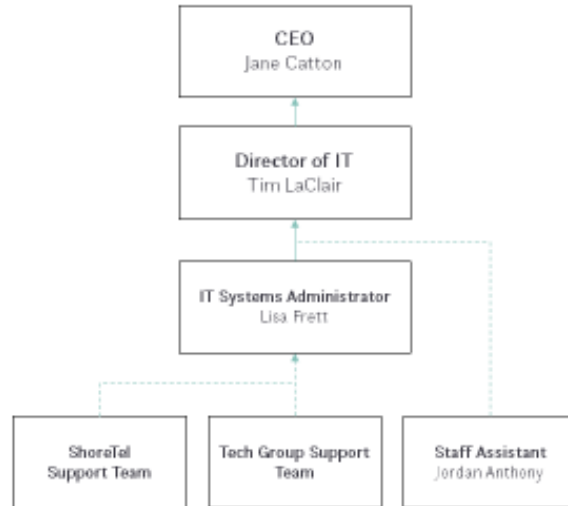 CEO
Jane Catton
Director of IT
Tim LaClair
IT Systems Administrator
Lisa Frett
ShoreTel
Support Team
Tech Group Support
Team
Staff Assistant
Jordan Anthony